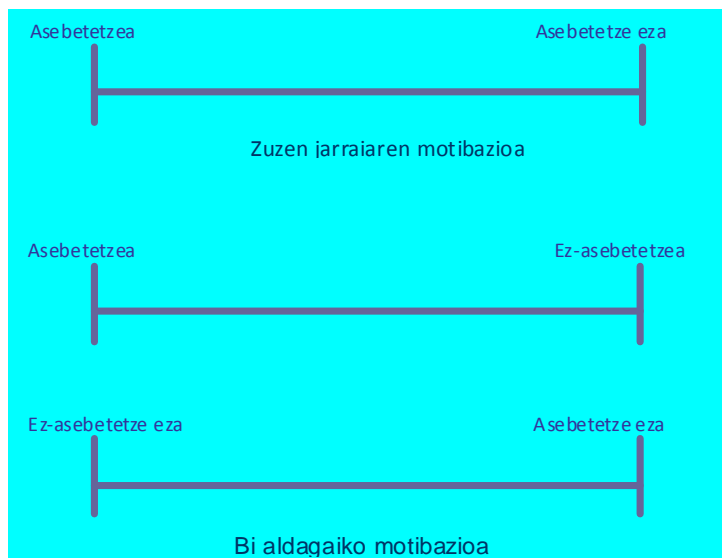 Asebetetzea Asebetetze eza
Zuzen jarraiaren motibazioa
Asebetetzea Ez-asebetetzea
Ez-asebetetze eza Asebetetze eza
Bi aldagaiko motibazioa